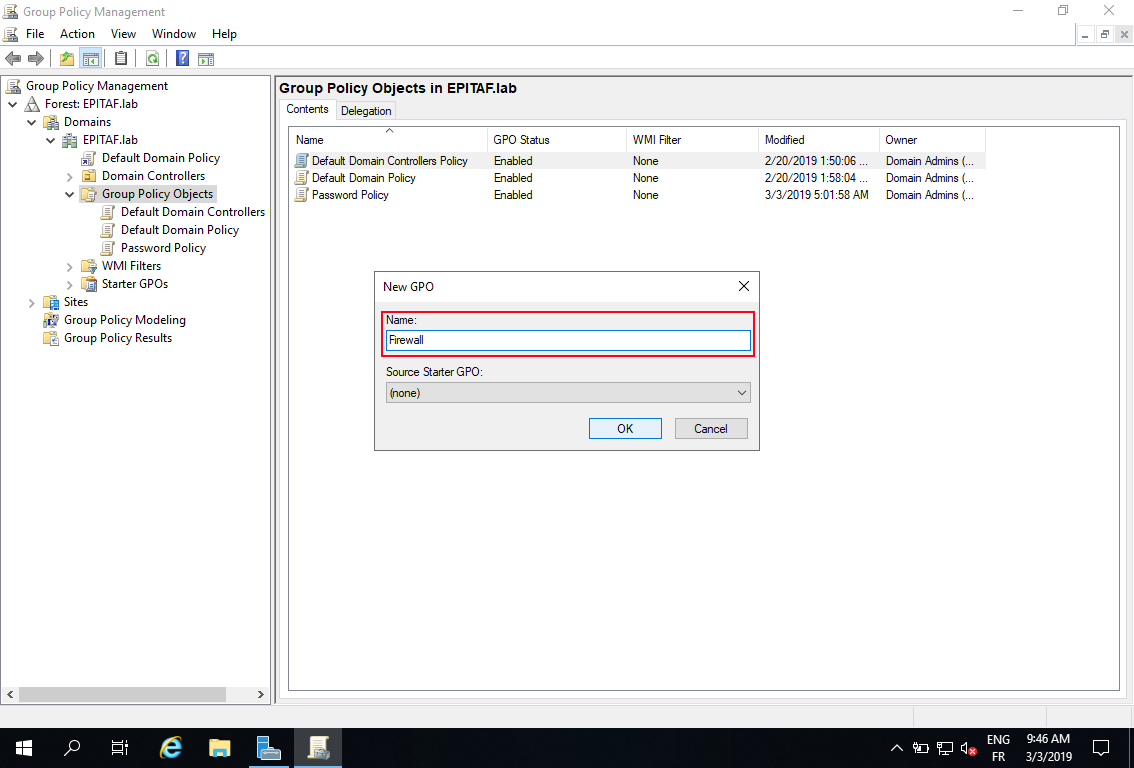 Group Policy Management
File Action View Window Help
Group Policy Management
Forest: EPITAF.lab
Domains
EPITAF.lab
Default Domain Policy
Domain Controllers
Group Policy Objects
Default Domain Controllers
Default Domain Policy
Password Policy
WMI Filters
Starter GPOs
Sites
Group Policy Modeling
Group Policy Results
Group Policy Objects in EPITAF.lab
Contents Delegation
Name GPO Status WMI Filter Modified Owner
Default Domain Controllers Policy Enabled None 2/20/2019 1:50:06 ... Domain Admins (...
Default Domain Policy Enabled None 2/20/2019 1:58:04 ... Domain Admins (...
Password Policy Enabled None 3/3/2019 5:01:58 AM Domain Admins (...
New GPO
Name:
Firewall
Source Starter GPO:
(none)
OK Cancel
ENG 9:46 AM
FR 3/3/2019